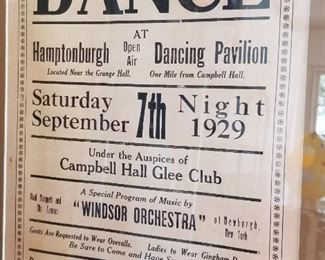 DANCE
AT
Hamptonburgh Open Air Dancing Pavilion
Located Near the Grange Hall. One Mile from Campbell Hall.
Saturday 7th Night
September 1929
Under the Auspices of
Campbell Hall Glee Club
A Special Program of Music by
"WINDSOR ORCHESTRA" of Newburgh, New York
Gents Are Requested to Wear Overalls. Ladies to Wear Gingham
Be Sure to Come and Have